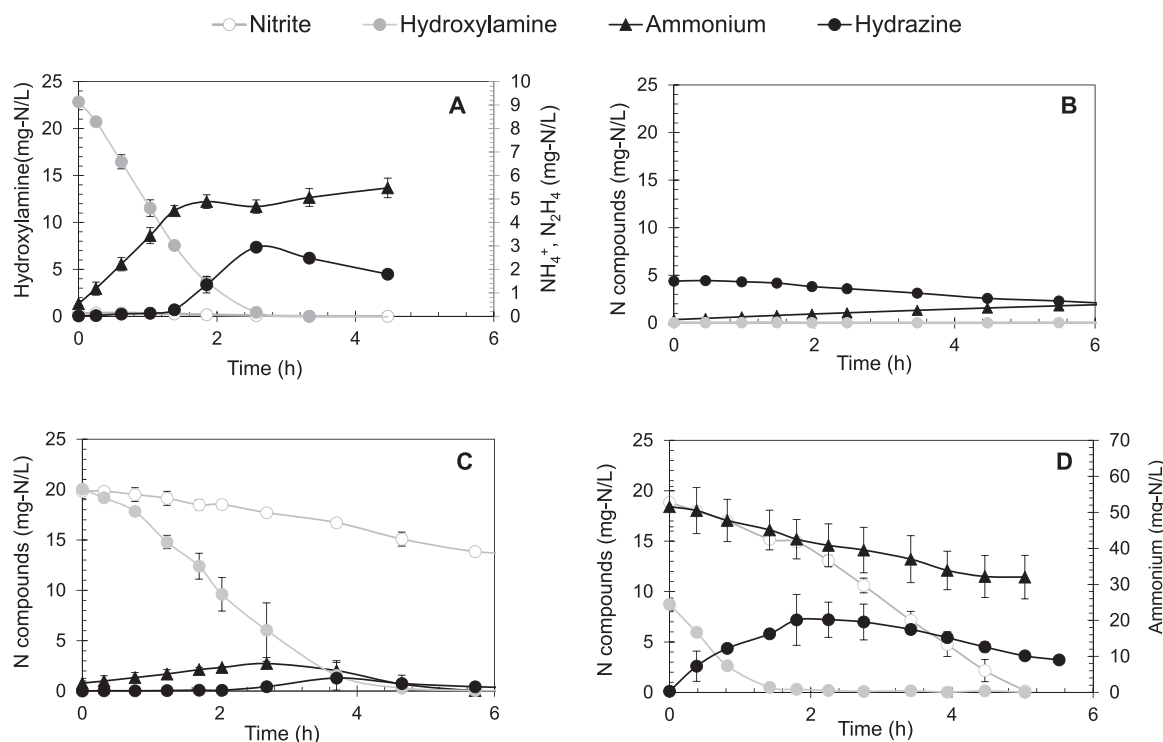 Nitrite Hydroxylamine Ammonium Hydrazine
A
Hydroxylamine(mg-N/L)
25
20
15
10
5
0
NH₄⁺, N₂H₄ (mg-N/L)
10
9
8
7
6
5
4
3
2
1
0
0 2 4 6
Time (h)
B
N compounds (mg-N/L)
25
20
15
10
5
0
0 2 4 6
Time (h)
C
N compounds (mg-N/L)
25
20
15
10
5
0
0 2 4 6
Time (h)
D
N compounds (mg-N/L)
25
20
15
10
5
0
Ammonium (mg-N/L)
70
60
50
40
30
20
10
0
0 2 4 6
Time (h)